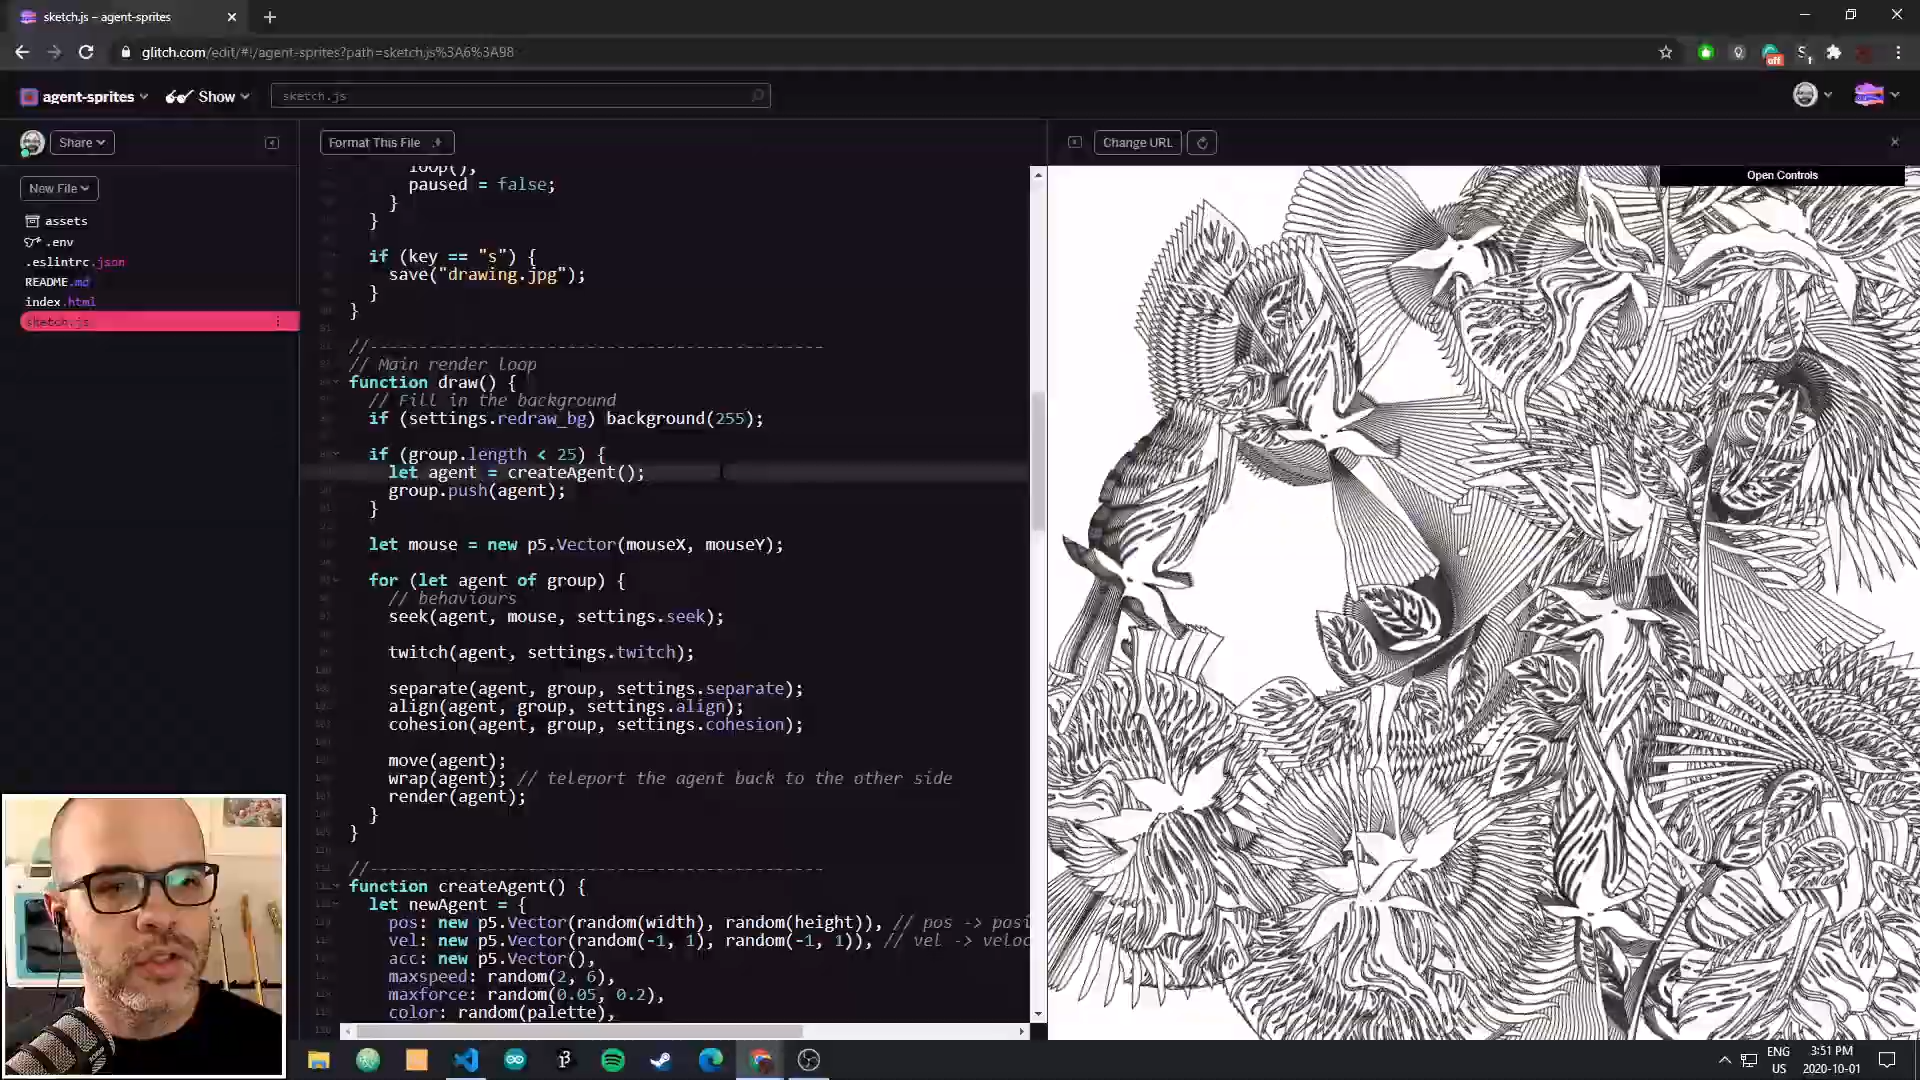 sketch.js – agent-sprites
glitch.com/edit/#!/agent-sprites?path=sketch.js%3A6%3A98
off
agent-sprites
Show
sketch.js
Share
Format This File
Change URL
New File
assets
.env
.eslintrc.json
README.md
index.html
sketch.js
Open Controls
loop();
paused = false;
}
}
if (key == "s") {
save("drawing.jpg");
}
}
//----------------------------------------------
// Main render loop
function draw() {
// Fill in the background
if (settings.redraw_bg) background(255);
if (group.length < 25) {
let agent = createAgent();
group.push(agent);
}
let mouse = new p5.Vector(mouseX, mouseY);
for (let agent of group) {
// behaviours
seek(agent, mouse, settings.seek);
twitch(agent, settings.twitch);
separate(agent, group, settings.separate);
align(agent, group, settings.align);
cohesion(agent, group, settings.cohesion);
move(agent);
wrap(agent); // teleport the agent back to the other side
render(agent);
}
}
//----------------------------------------------
function createAgent() {
let newAgent = {
pos: new p5.Vector(random(width), random(height)), // pos -> posi
vel: new p5.Vector(random(-1, 1), random(-1, 1)), // vel -> veloc
acc: new p5.Vector(),
maxspeed: random(2, 6),
maxforce: random(0.05, 0.2),
color: random(palette),
ENG
US
3:51 PM
2020-10-01